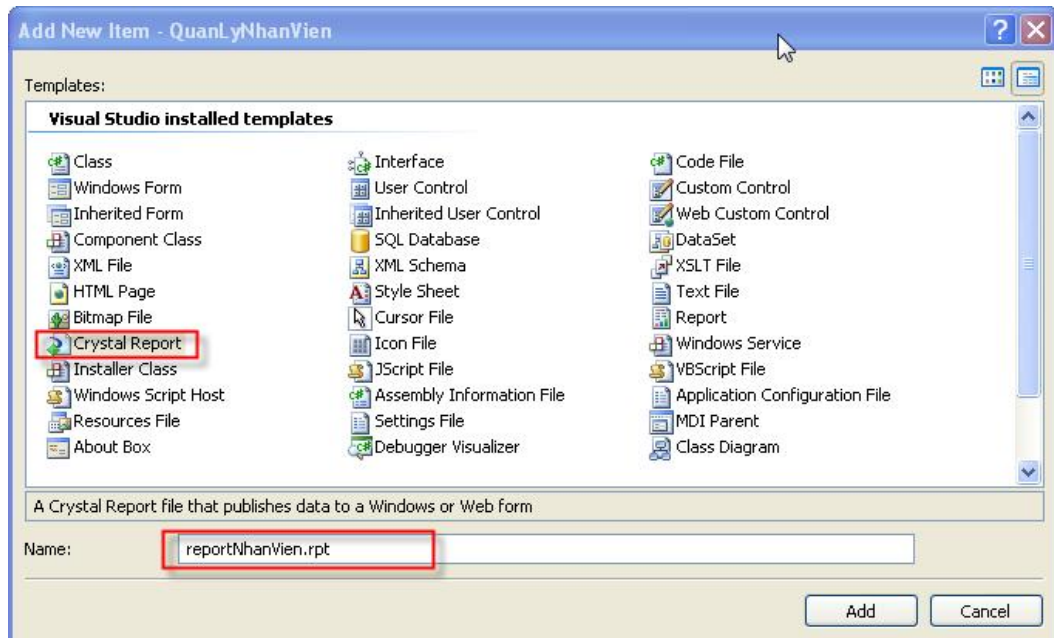 Add New Item - QuanLyNhanVien
Templates:
Visual Studio installed templates
Class Interface Code File
Windows Form User Control Custom Control
Inherited Form Inherited User Control Web Custom Control
Component Class SQL Database DataSet
XML File XML Schema XSLT File
HTML Page Style Sheet Text File
Bitmap File Cursor File Report
Crystal Report Icon File Windows Service
Installer Class JScript File VBScript File
Windows Script Host Assembly Information File Application Configuration File
Resources File Settings File MDI Parent
About Box Debugger Visualizer Class Diagram
A Crystal Report file that publishes data to a Windows or Web form
Name: reportNhanVien.rpt
Add Cancel